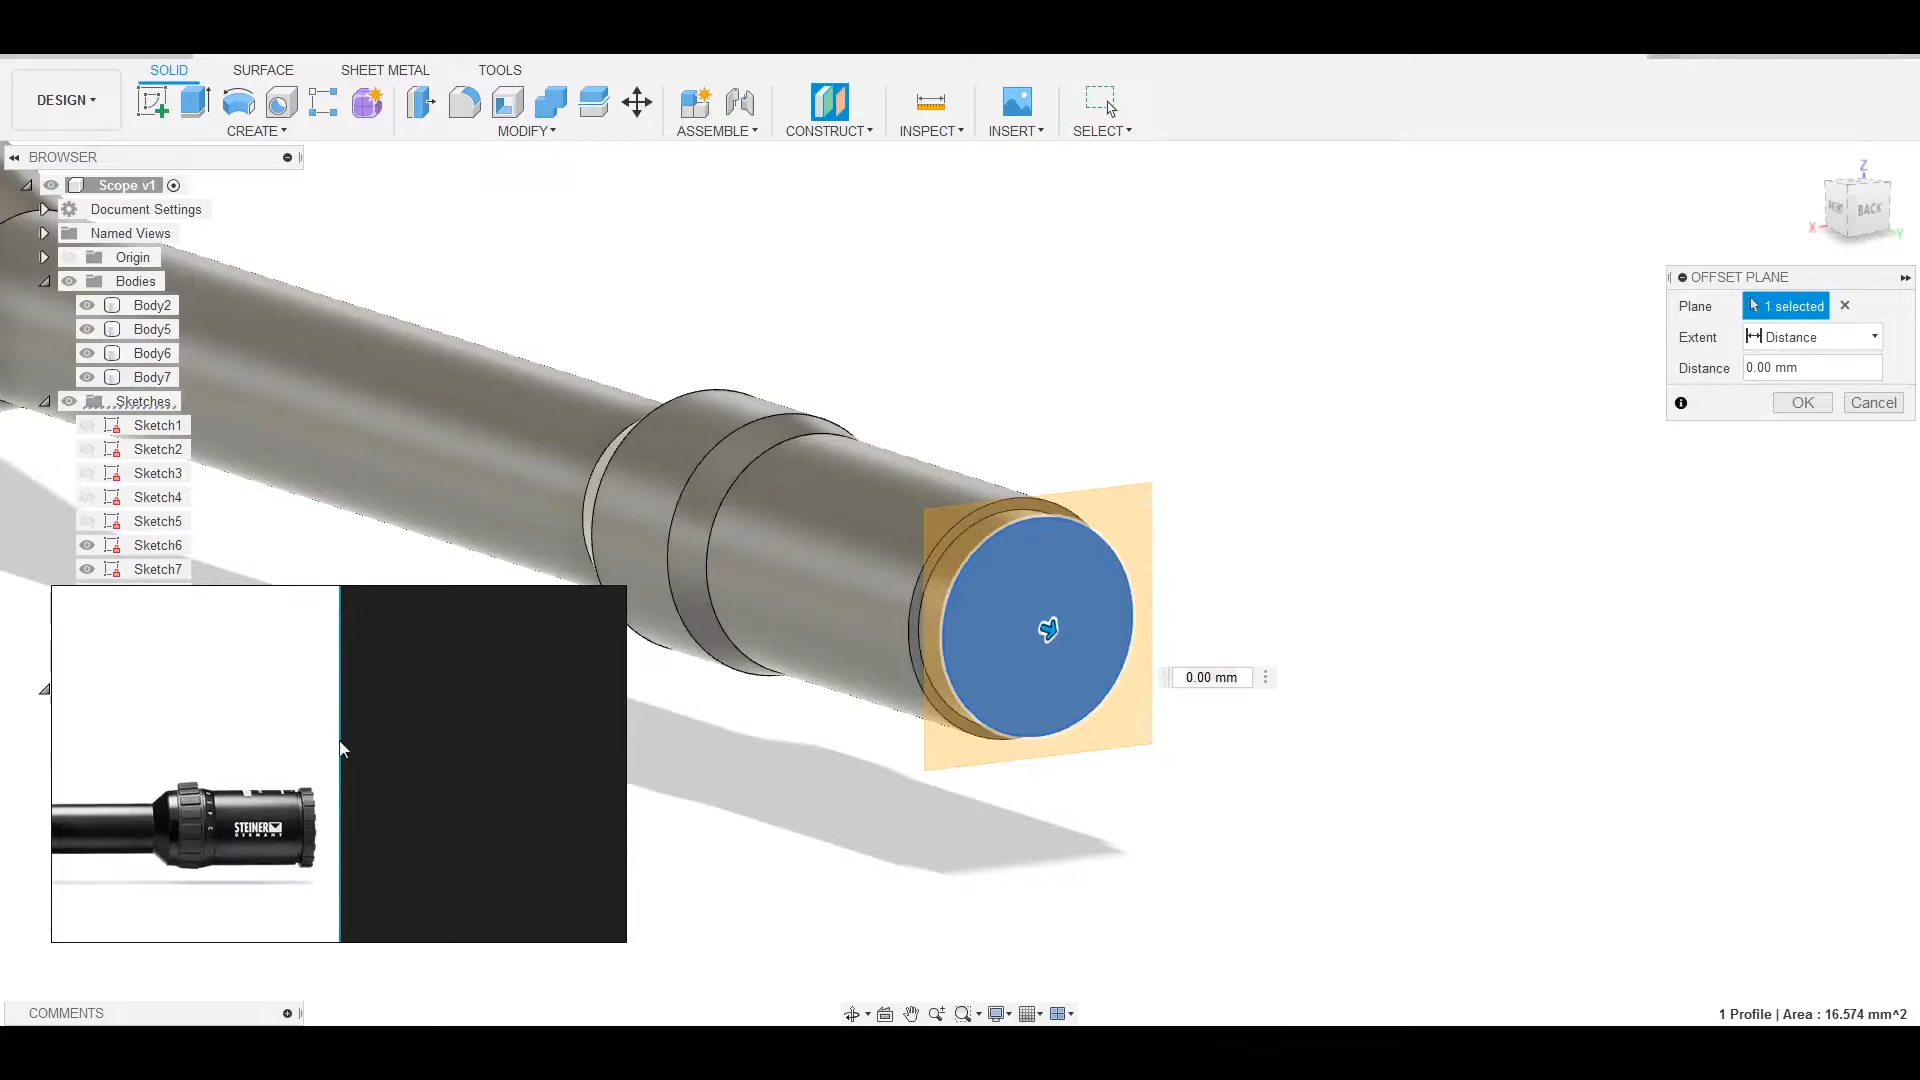 SOLID SURFACE SHEET METAL TOOLS
DESIGN
CREATE MODIFY ASSEMBLE CONSTRUCT INSPECT INSERT SELECT
BROWSER
Scope v1
Document Settings
Named Views
Origin
Bodies
Body2
Body5
Body6
Body7
Sketches
Sketch1
Sketch2
Sketch3
Sketch4
Sketch5
Sketch6
Sketch7
Z
RIGHT BACK
X Y
OFFSET PLANE
Plane 1 selected
Extent Distance
Distance 0.00 mm
OK Cancel
0.00 mm
STEINER
GERMANY
COMMENTS
1 Profile | Area : 16.574 mm^2